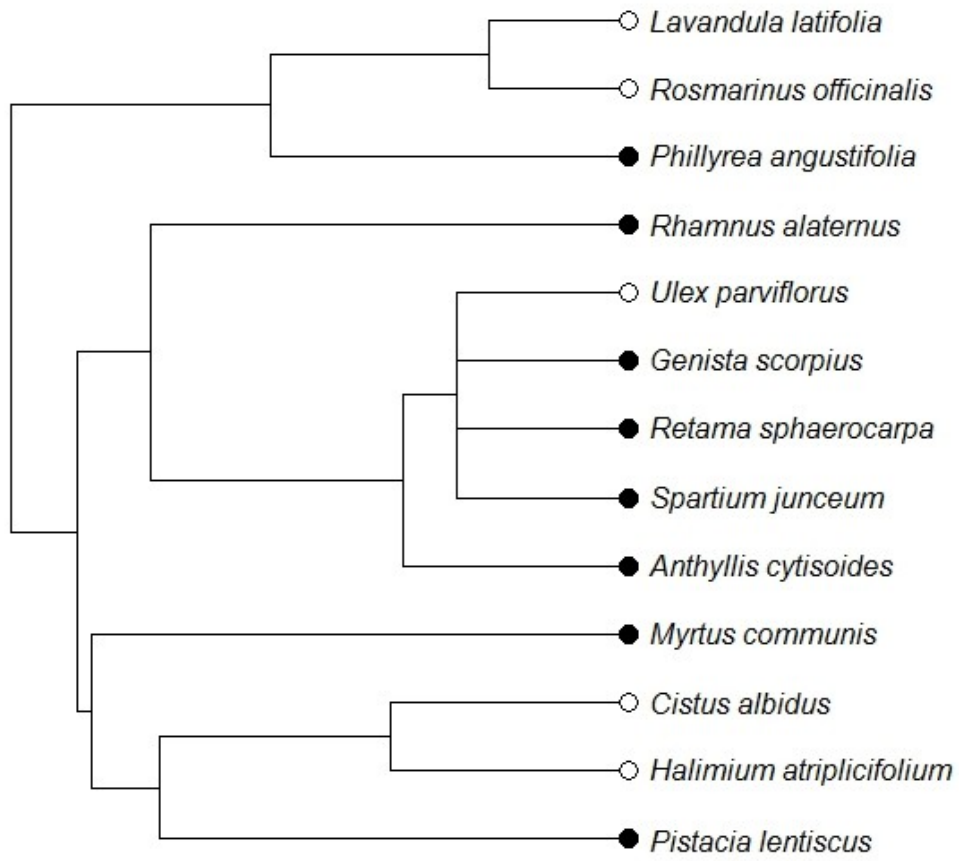 Lavandula latifolia
Rosmarinus officinalis
Phillyrea angustifolia
Rhamnus alaternus
Ulex parviflorus
Genista scorpius
Retama sphaerocarpa
Spartium junceum
Anthyllis cytisoides
Myrtus communis
Cistus albidus
Halimium atriplicifolium
Pistacia lentiscus